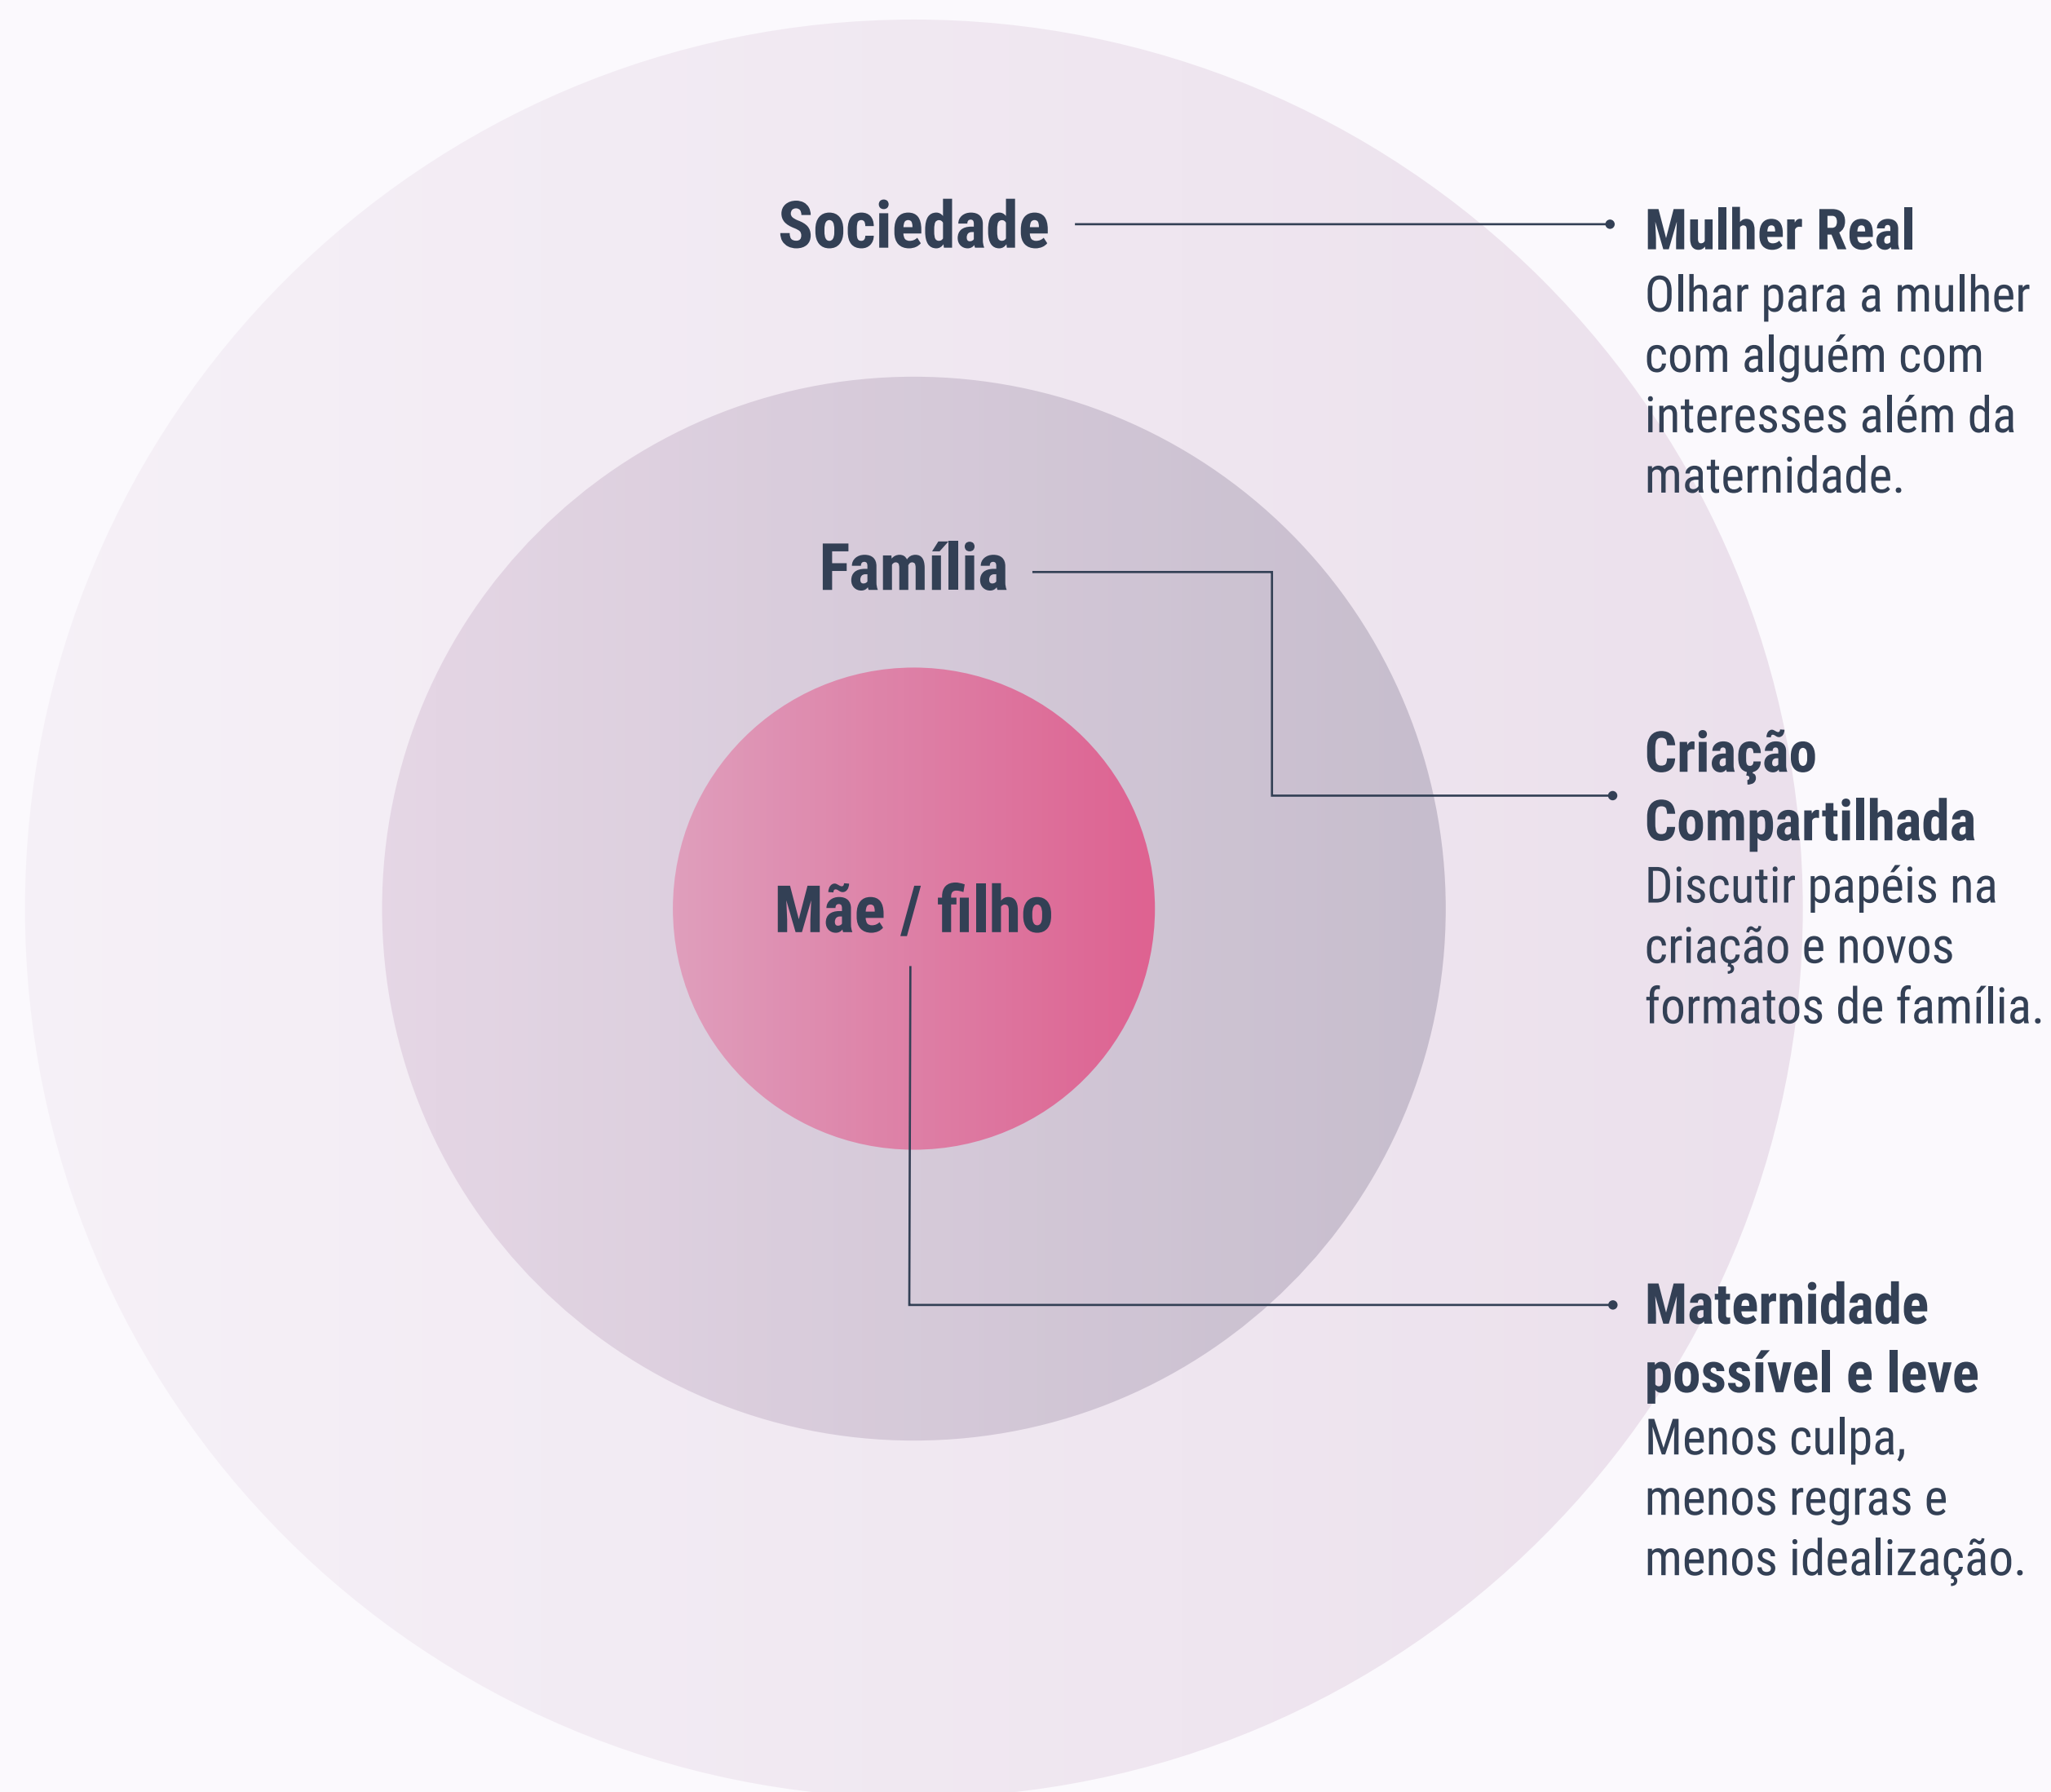 Sociedade
Mulher Real
Olhar para a mulher
com alguém com
interesses além da
maternidade.
Família
Criação
Compartilhada
Discutir papéis na
criação e novos
formatos de família.
Mãe / filho
Maternidade
possível e leve
Menos culpa,
menos regras e
menos idealização.